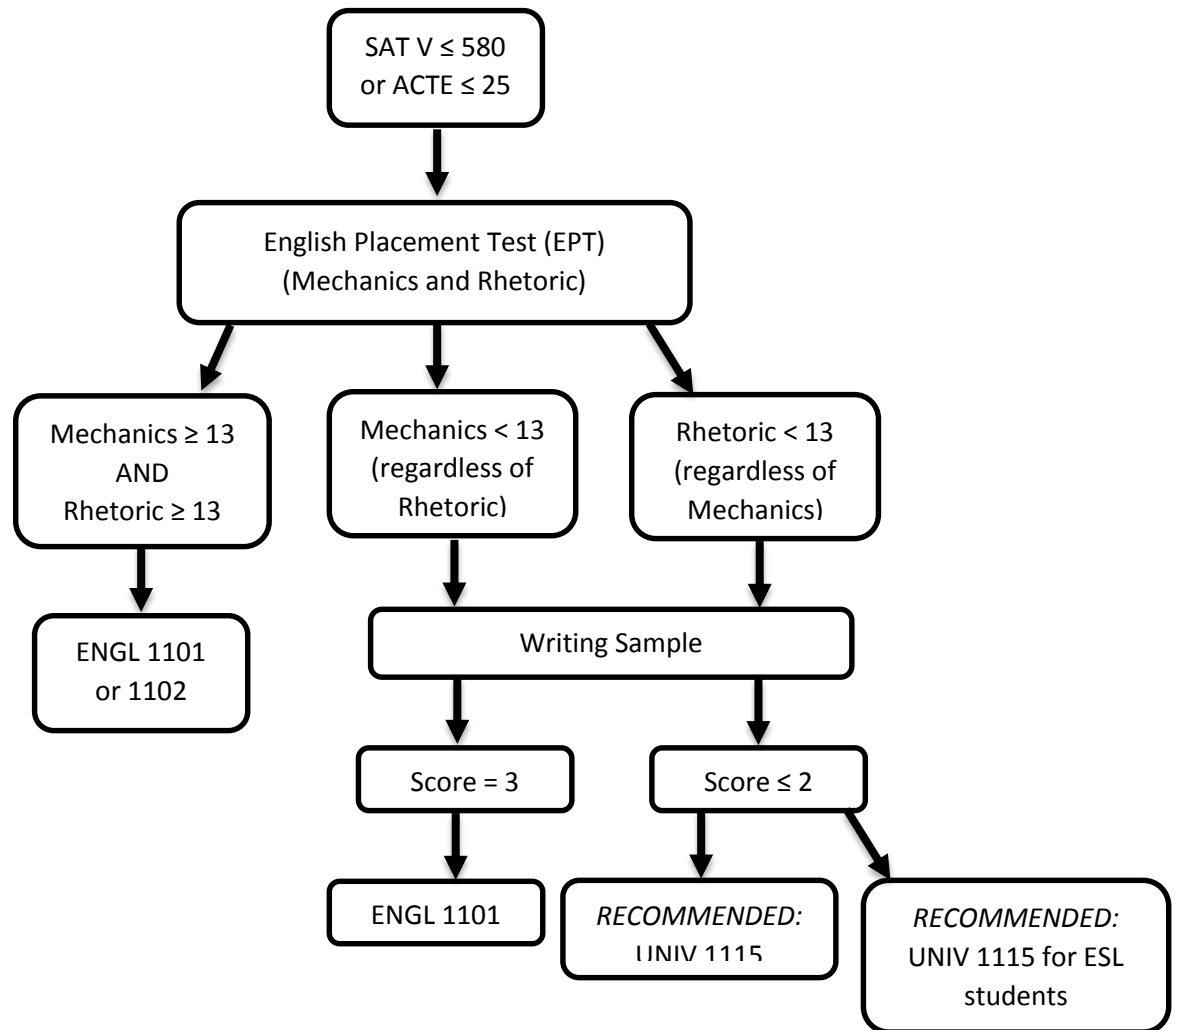 SAT V ≤ 580
or ACTE ≤ 25
English Placement Test (EPT)
(Mechanics and Rhetoric)
Mechanics ≥ 13
AND
Rhetoric ≥ 13
Mechanics < 13
(regardless of
Rhetoric)
Rhetoric < 13
(regardless of
Mechanics)
ENGL 1101
or 1102
Writing Sample
Score = 3
Score ≤ 2
ENGL 1101
RECOMMENDED:
UNIV 1115
RECOMMENDED:
UNIV 1115 for ESL
students